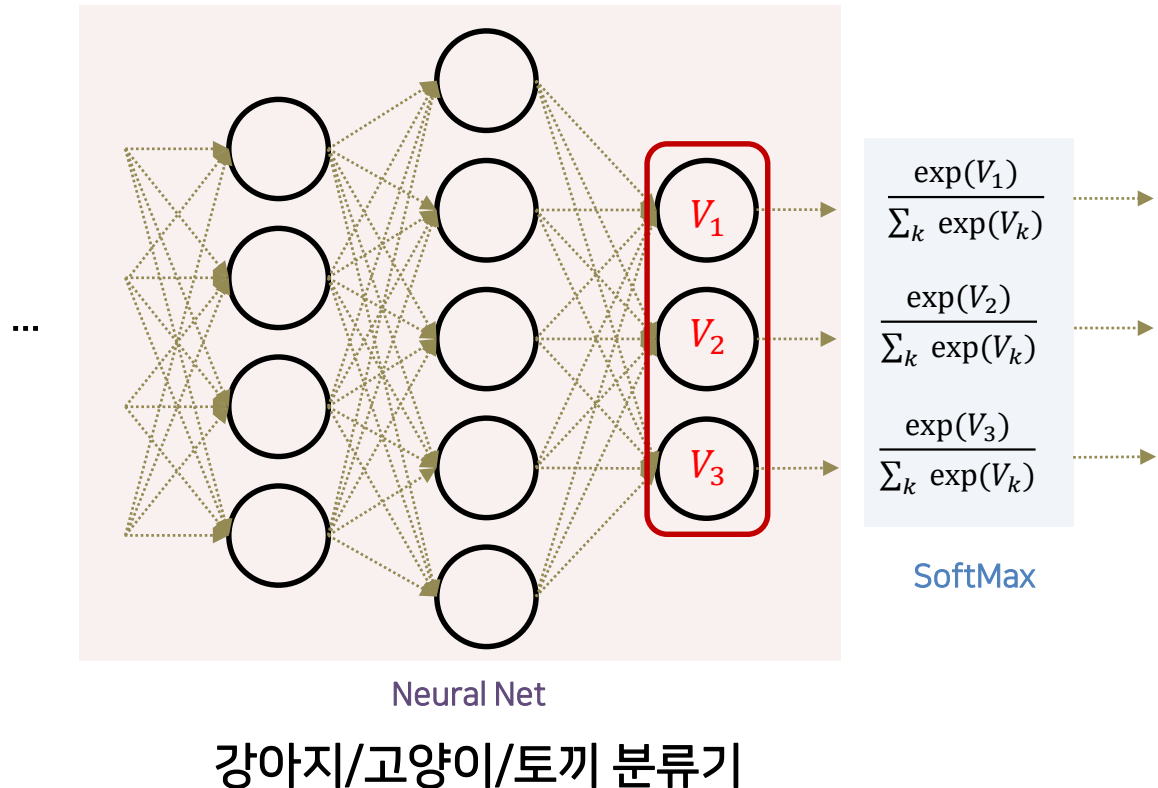 ...
V₁
V₂
V₃
exp(V₁)
∑ₖ exp(Vₖ)
exp(V₂)
∑ₖ exp(Vₖ)
exp(V₃)
∑ₖ exp(Vₖ)
SoftMax
Neural Net
강아지/고양이/토끼 분류기